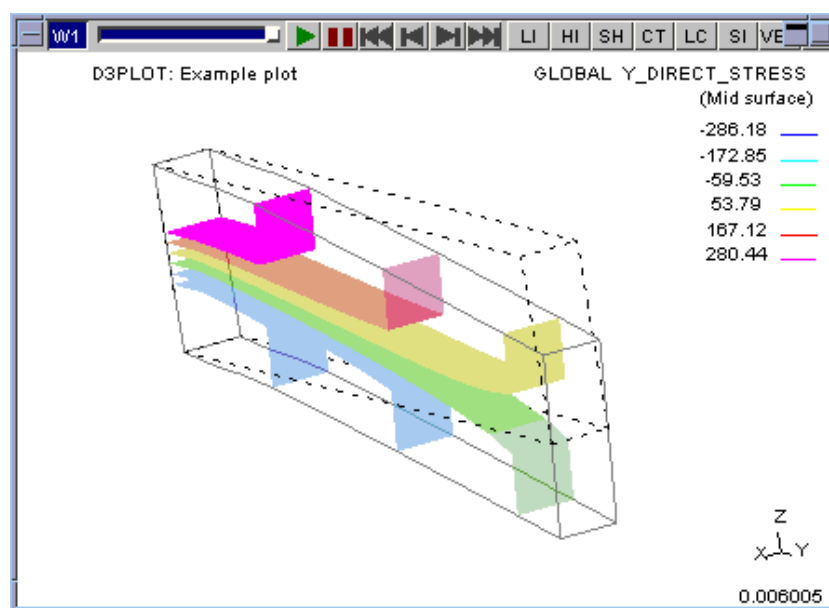 W1 LI HI SH CT LC SI VE
D3PLOT: Example plot
GLOBAL Y_DIRECT_STRESS
(Mid surface)
-286.18
-172.85
-59.53
53.79
167.12
280.44
Z
X Y
0.006005